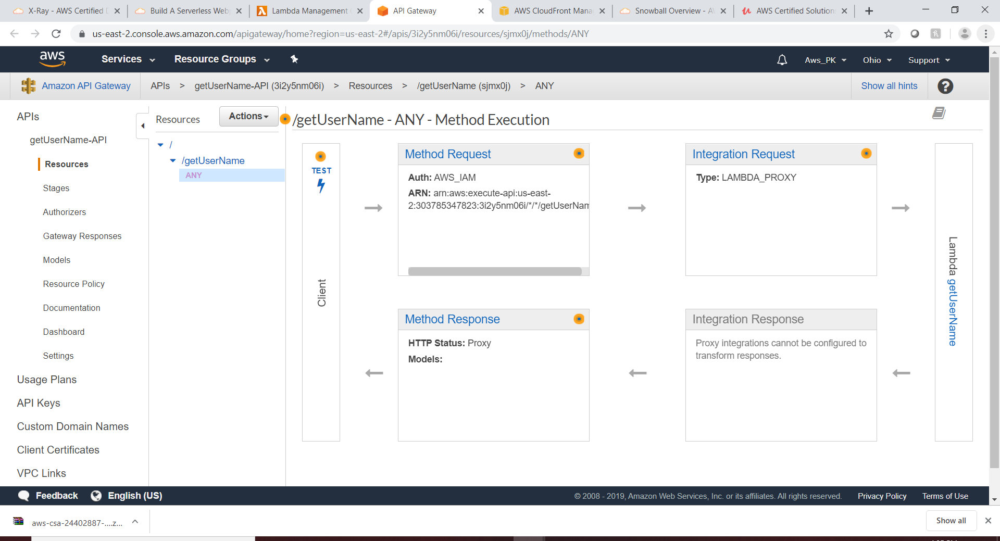 X-Ray - AWS Certified D
Build A Serverless Webp
Lambda Management C
API Gateway
AWS CloudFront Mana
Snowball Overview - AW
AWS Certified Solution
us-east-2.console.aws.amazon.com/apigateway/home?region=us-east-2#/apis/3i2y5nm06i/resources/sjmx0j/methods/ANY
aws
Services
Resource Groups
Aws_PK
Ohio
Support
Amazon API Gateway
APIs > getUserName-API (3i2y5nm06i) > Resources > /getUserName (sjmx0j) > ANY
Show all hints
?
APIs
getUserName-API
Resources
Stages
Authorizers
Gateway Responses
Models
Resource Policy
Documentation
Dashboard
Settings
Usage Plans
API Keys
Custom Domain Names
Client Certificates
VPC Links
Resources
Actions
/
/getUserName
ANY
/getUserName - ANY - Method Execution
TEST
Client
Method Request
Auth: AWS_IAM
ARN: arn:aws:execute-api:us-east-
2:303785347823:3i2y5nm06i/*/*/getUserNam
Integration Request
Type: LAMBDA_PROXY
Lambda getUserName
Method Response
HTTP Status: Proxy
Models:
Integration Response
Proxy integrations cannot be configured to
transform responses.
Feedback
English (US)
© 2008 - 2019, Amazon Web Services, Inc. or its affiliates. All rights reserved.
Privacy Policy
Terms of Use
aws-csa-24402887-....z...
Show all